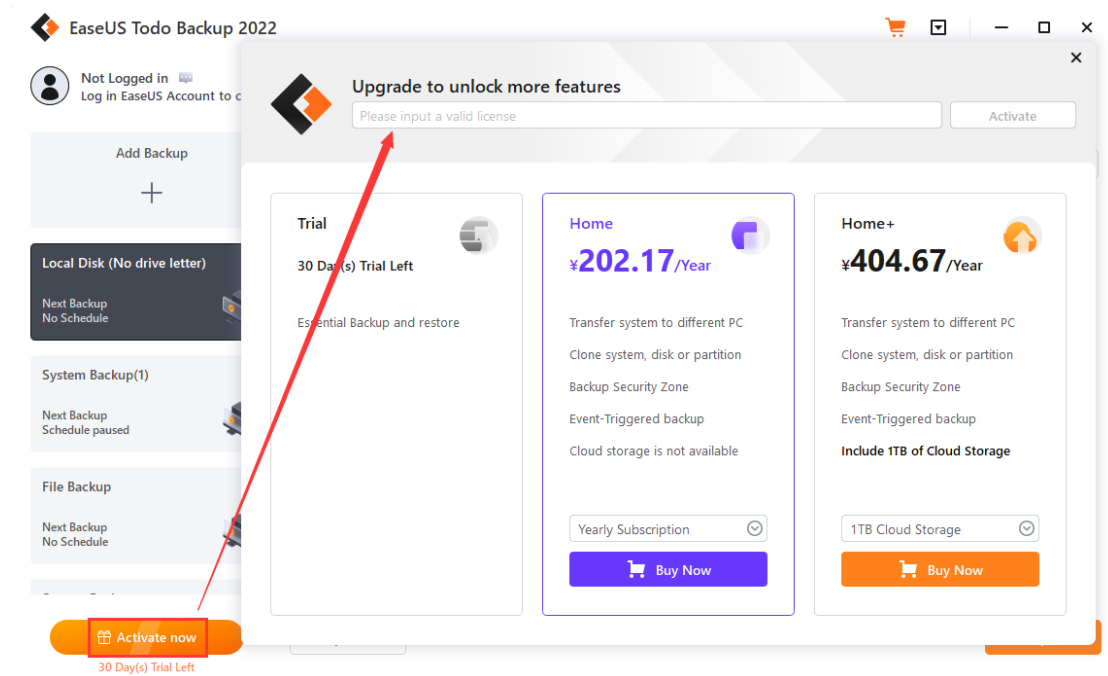 EaseUS Todo Backup 2022
Not Logged in
Log in EaseUS Account to c
Add Backup
Local Disk (No drive letter)
Next Backup
No Schedule
System Backup(1)
Next Backup
Schedule paused
File Backup
Next Backup
No Schedule
Activate now
30 Day(s) Trial Left
Upgrade to unlock more features
Please input a valid license
Activate
Trial
30 Day(s) Trial Left
Essential Backup and restore
Home
¥202.17/Year
Transfer system to different PC
Clone system, disk or partition
Backup Security Zone
Event-Triggered backup
Cloud storage is not available
Yearly Subscription
Buy Now
Home+
¥404.67/Year
Transfer system to different PC
Clone system, disk or partition
Backup Security Zone
Event-Triggered backup
Include 1TB of Cloud Storage
1TB Cloud Storage
Buy Now